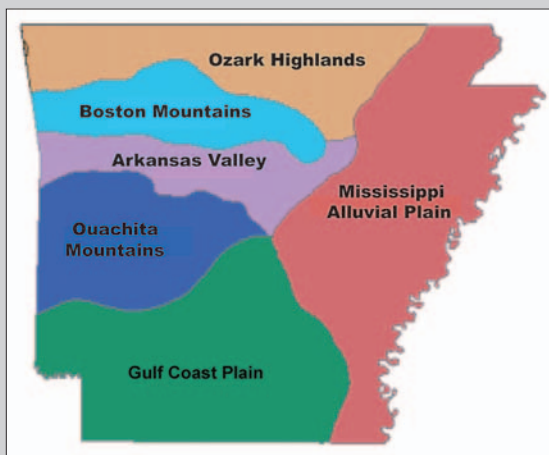 Ozark Highlands
Boston Mountains
Arkansas Valley
Mississippi
Alluvial Plain
Ouachita
Mountains
Gulf Coast Plain